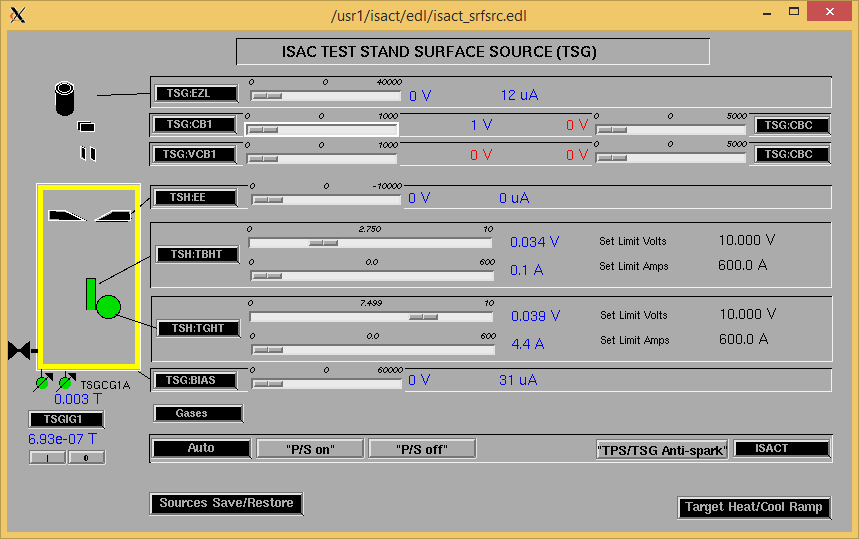 /usr1/isact/edl/isact_srfsrc.edl
ISAC TEST STAND SURFACE SOURCE (TSG)
0 0 40000
TSG:EZL 0 V 12 uA
0 0 1000 0 5000
TSG:CB1 1 V 0 V TSG:CBC
0 0 1000 0 5000
TSG:VCB1 0 V 0 V TSG:CBC
0 0 -10000
TSH:EE 0 V 0 uA
0 2.750 10
0.034 V Set Limit Volts 10.000 V
TSH:TBHT
0 0.0 600
0.1 A Set Limit Amps 600.0 A
0 7.499 10
0.039 V Set Limit Volts 10.000 V
TSH:TGHT
0 0.0 600
4.4 A Set Limit Amps 600.0 A
0 0 60000
TSG:BIAS 0 V 31 uA
TSGCG1A
0.003 T
TSGIG1
6.93e-07 T
I 0
Gases
Auto "P/S on" "P/S off" "TPS/TSG Anti-spark" ISACT
Sources Save/Restore
Target Heat/Cool Ramp